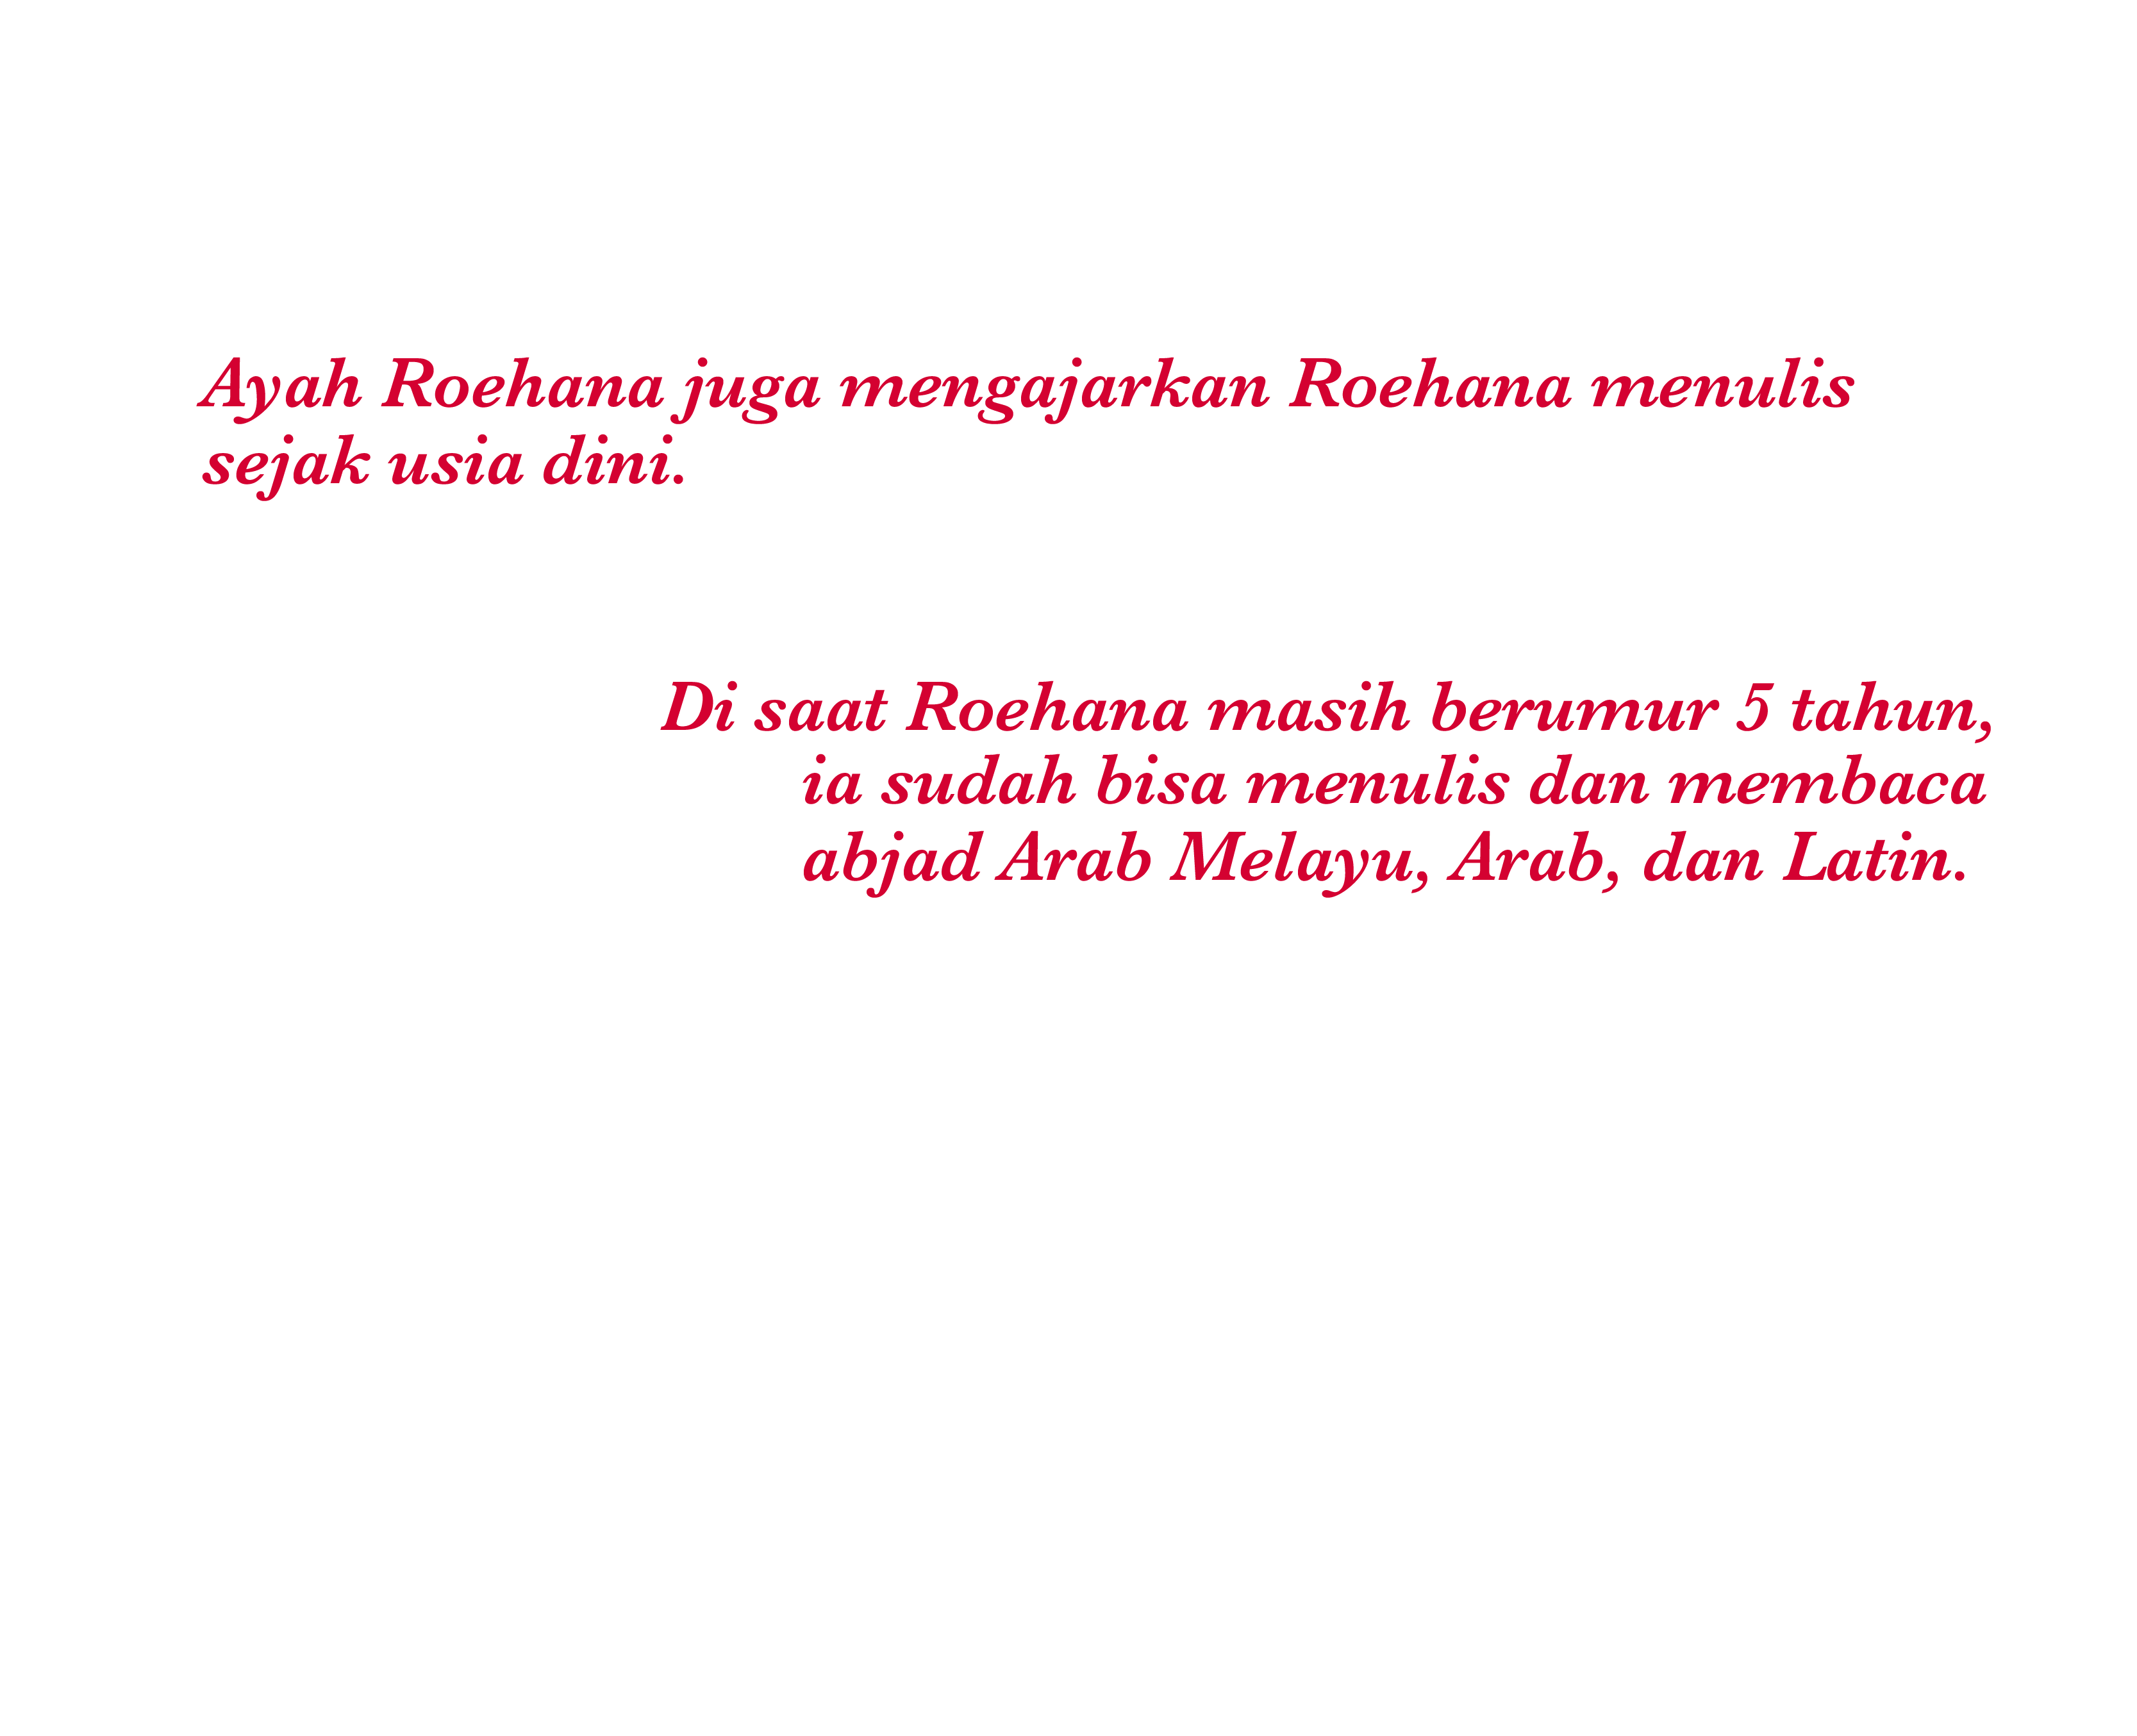 Ayah Roehana juga mengajarkan Roehana menulis
sejak usia dini.
Di saat Roehana masih berumur 5 tahun,
ia sudah bisa menulis dan membaca
abjad Arab Melayu, Arab, dan Latin.